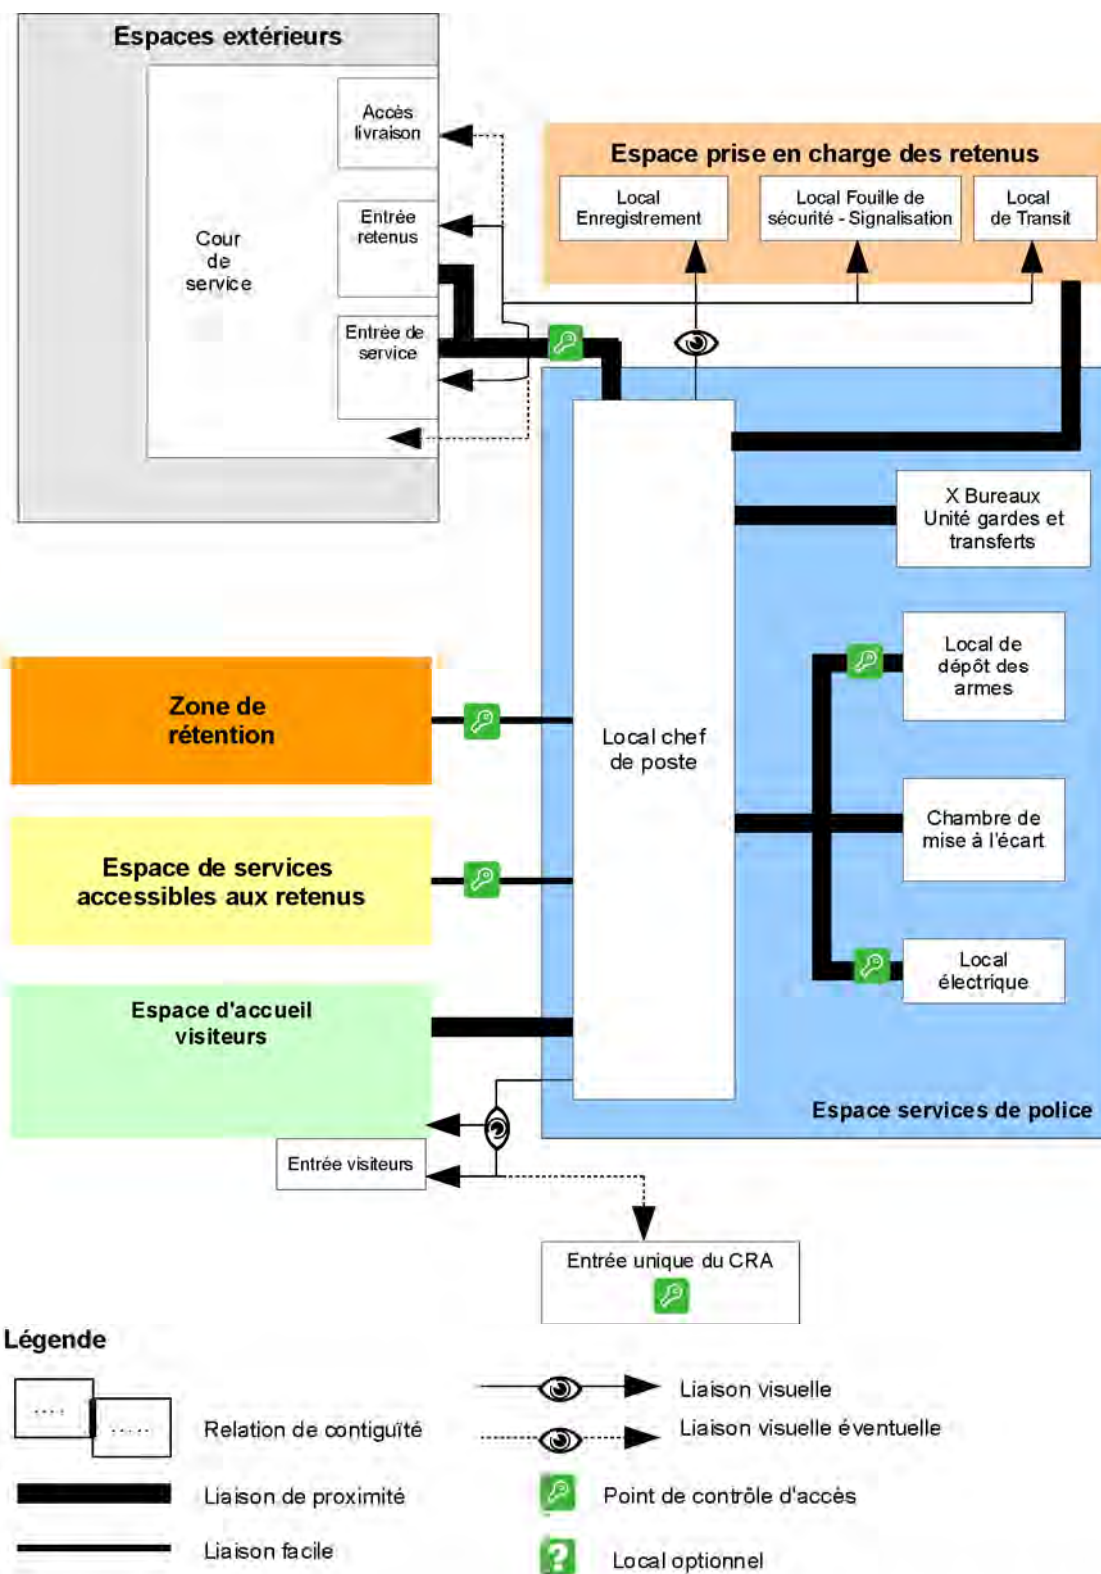 Espaces extérieurs
Accès
livraison
Entrée
retenus
Cour
de
service
Entrée de
service
Espace prise en charge des retenus
Local
Enregistrement
Local Fouille de
sécurité - Signalisation
Local
de Transit
X Bureaux
Unité gardes et
transferts
Local de
dépôt des
armes
Zone de
rétention
Local chef
de poste
Chambre de
mise à l'écart
Espace de services
accessibles aux retenus
Local
électrique
Espace d'accueil
visiteurs
Espace services de police
Entrée visiteurs
Entrée unique du CRA
Légende
....
.....
Relation de contiguïté
Liaison de proximité
Liaison facile
Liaison visuelle
Liaison visuelle éventuelle
Point de contrôle d'accès
?
Local optionnel